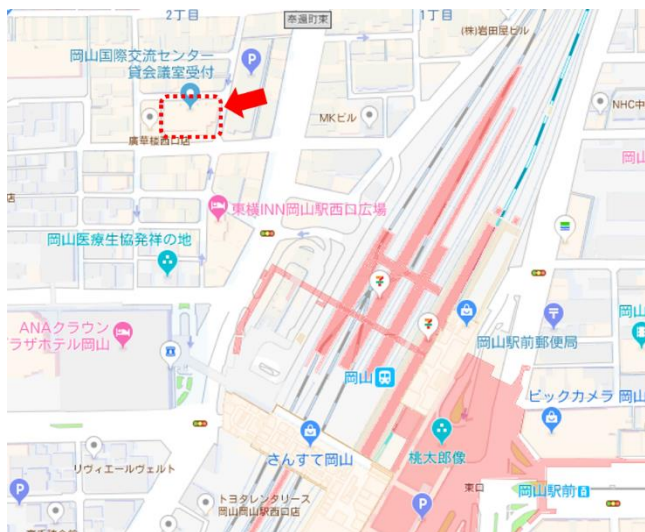 2丁目
奉還町東
1丁目
(株)岩田屋ビル
岡山国際交流センター
貸会議室受付
P
NHC中
MKビル
廣華楼西口店
岡山
店
東横INN岡山駅西口広場
岡山医療生協発祥の地
ANAクラウン
ラザホテル岡山
岡山駅前郵便局
岡山
岡山
ビックカメラ 岡山
さんすて岡山
桃太郎像
リヴィエールヴェルト
P
トヨタレンタリース
岡山岡山駅西口店
東口
岡山駅前
P